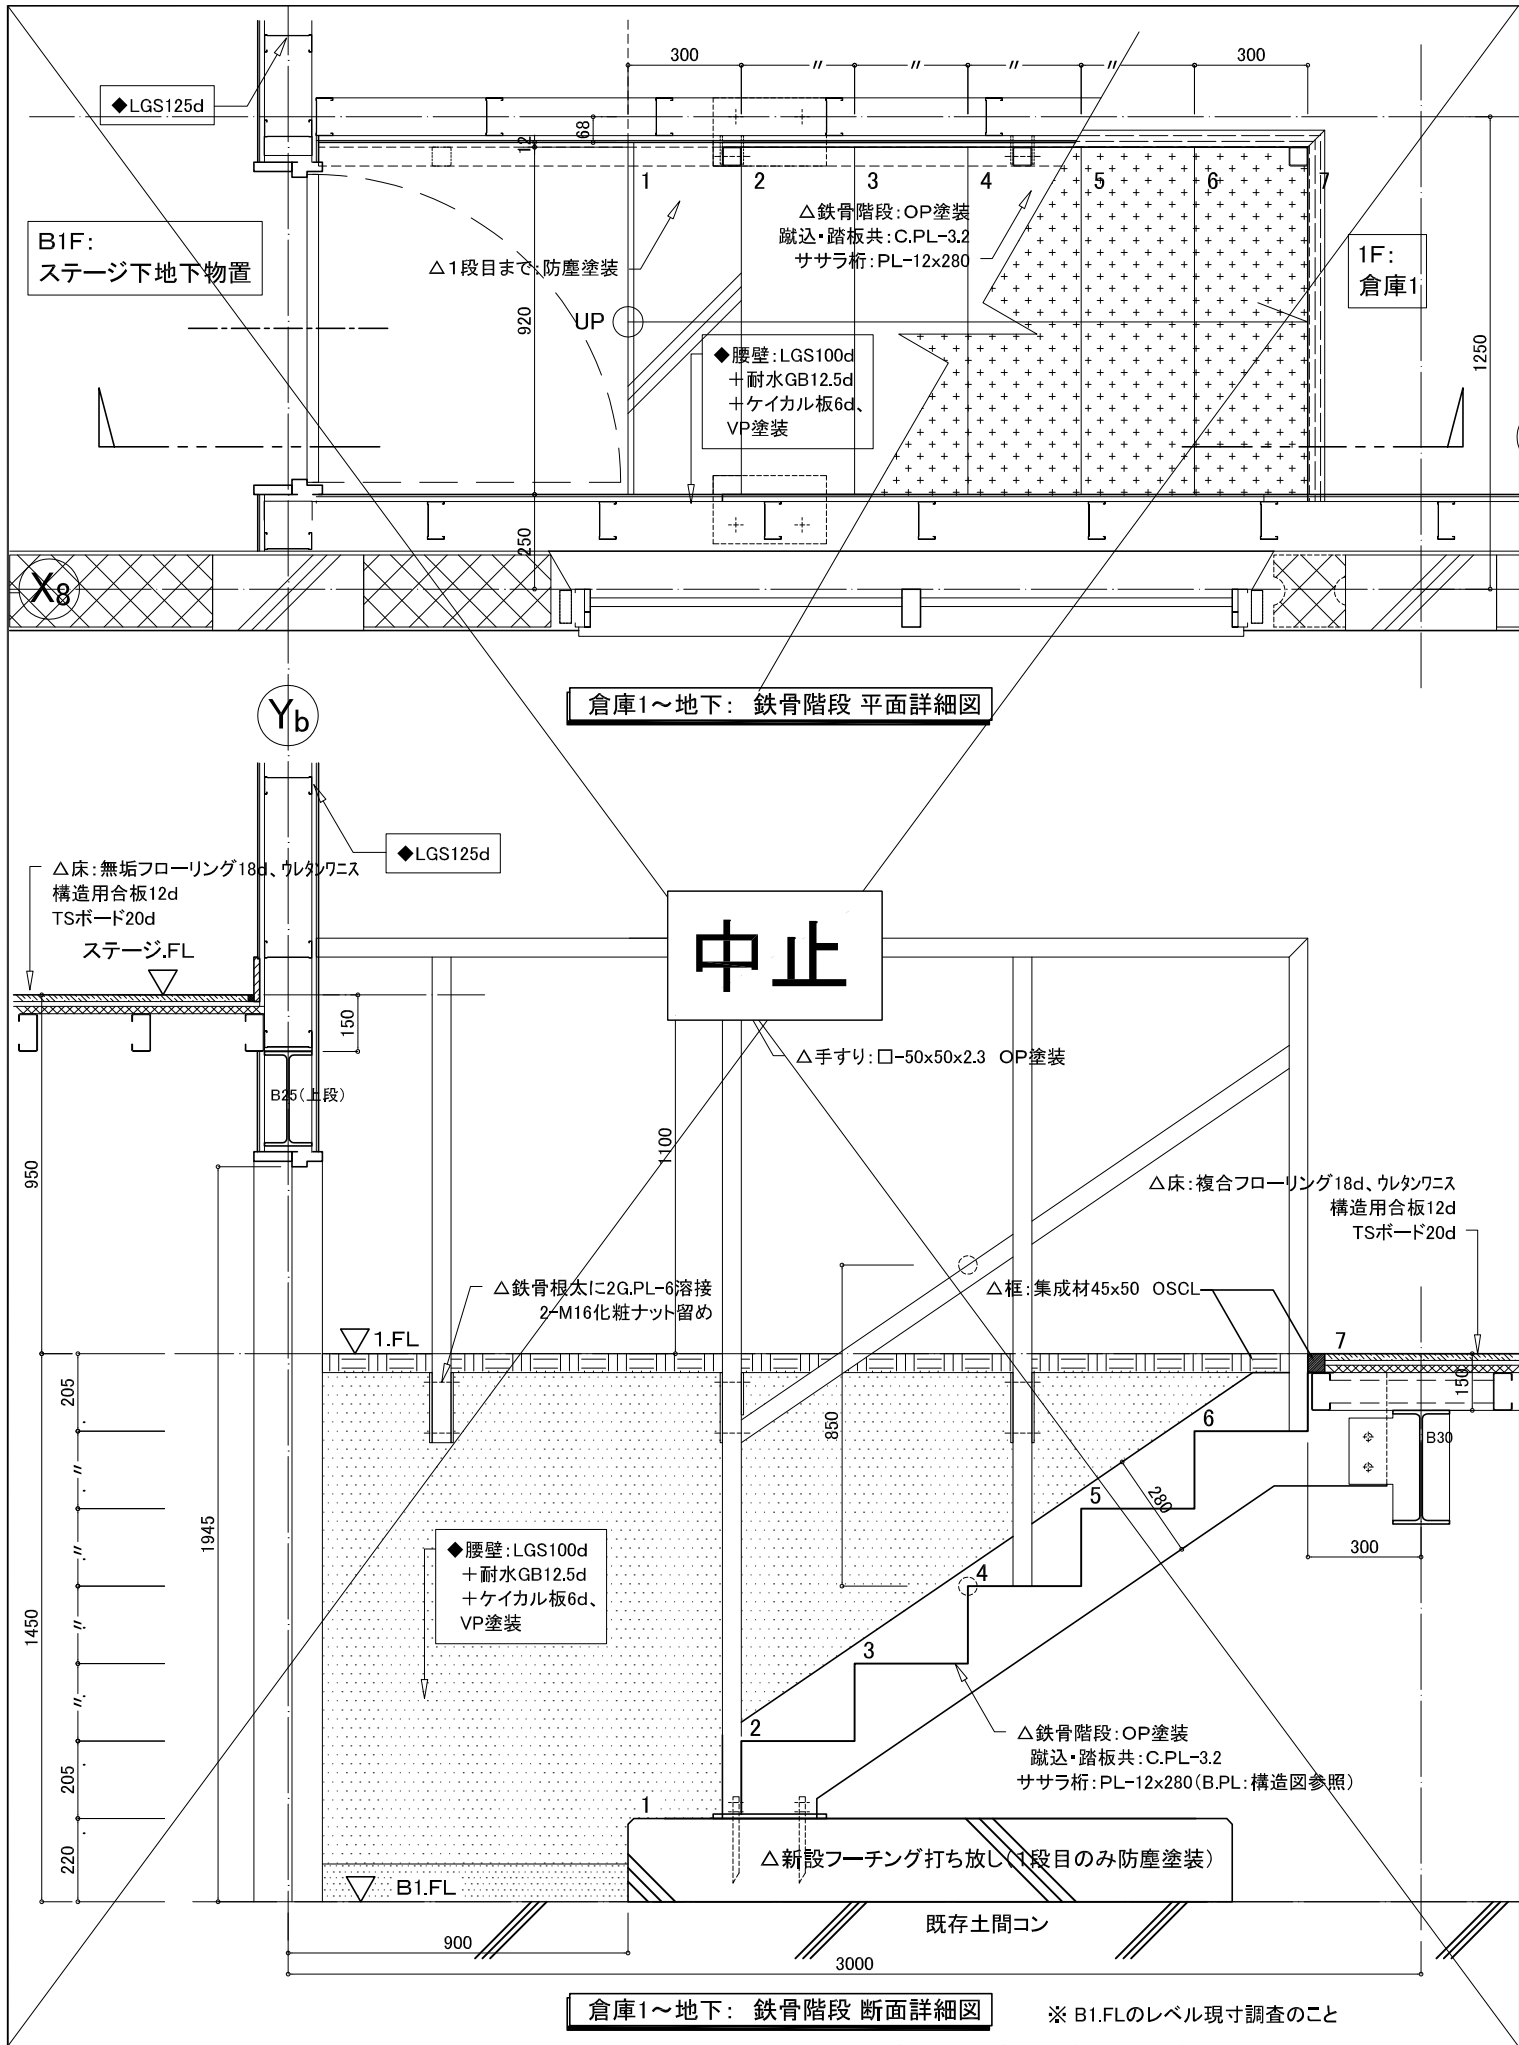 300
〃
〃
〃
〃
300
◆LGS125d
68
12
1
2
3
4
5
6
7
△鉄骨階段:OP塗装
蹴込・踏板共:C.PL-3.2
ササラ桁:PL-12x280
B1F:
ステージ下地下物置
△1段目まで:防塵塗装
1F:
倉庫1
920
UP
1250
◆腰壁:LGS100d
+耐水GB12.5d
+ケイカル板6d、
VP塗装
250
X8
倉庫1~地下: 鉄骨階段 平面詳細図
Yb
◆LGS125d
△床:無垢フローリング18d、ウレタンワニス
構造用合板12d
TSボード20d
ステージ.FL
中止
150
△手すり:□-50x50x2.3 OP塗装
B25(上段)
1100
950
1945
△床:複合フローリング18d、ウレタンワニス
構造用合板12d
TSボード20d
△鉄骨根太に2G.PL-6溶接
2-M16化粧ナット留め
△框:集成材45x50 OSCL
1.FL
7
205
150
850
6
B30
5
280
〃
〃
〃
〃
300
◆腰壁:LGS100d
+耐水GB12.5d
+ケイカル板6d、
VP塗装
4
1450
3
2
△鉄骨階段:OP塗装
蹴込・踏板共:C.PL-3.2
ササラ桁:PL-12x280(B.PL:構造図参照)
205
1
220
△新設フーチング打ち放し(1段目のみ防塵塗装)
B1.FL
既存土間コン
900
3000
倉庫1~地下: 鉄骨階段 断面詳細図
※ B1.FLのレベル現寸調査のこと